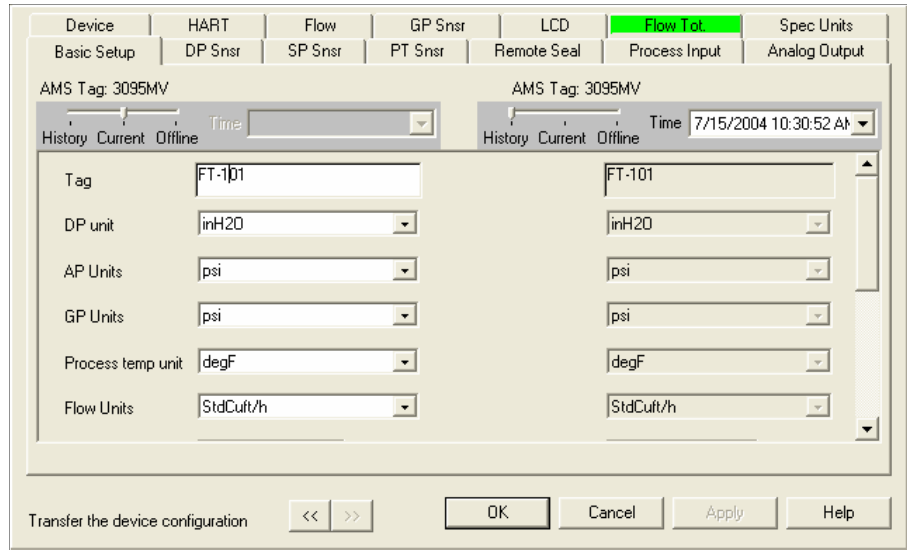 Device HART Flow GP Snsr LCD Flow Tot. Spec Units
Basic Setup DP Snsr SP Snsr PT Snsr Remote Seal Process Input Analog Output
AMS Tag: 3095MV AMS Tag: 3095MV
History Current Offline Time History Current Offline Time 7/15/2004 10:30:52 AM
Tag FT-101 FT-101
DP unit inH2O inH2O
AP Units psi psi
GP Units psi psi
Process temp unit degF degF
Flow Units StdCuft/h StdCuft/h
Transfer the device configuration << >> OK Cancel Apply Help